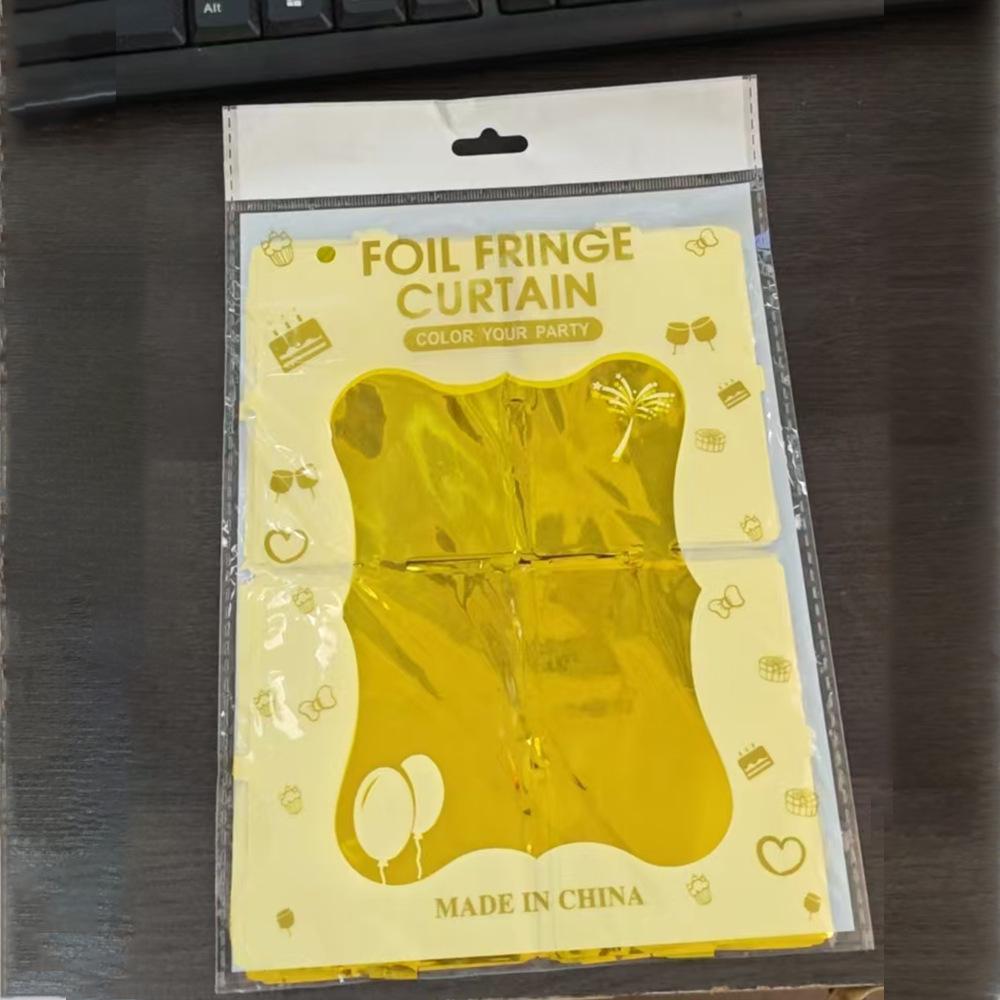 Alt
FOIL FRINGE
CURTAIN
COLOR YOUR PARTY
MADE IN CHINA